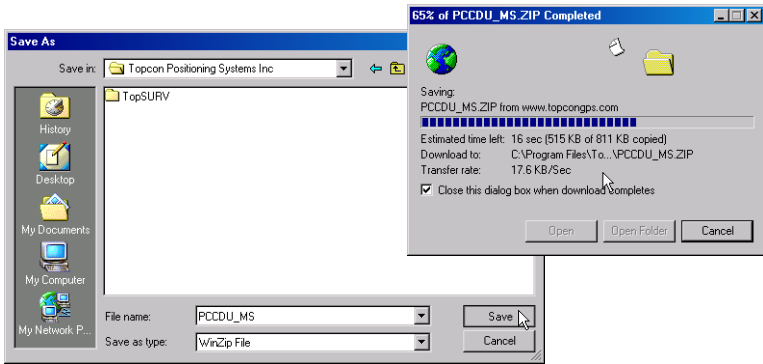 Save As
Save in:
Topcon Positioning Systems Inc
TopSURV
History
Desktop
My Documents
My Computer
My Network P...
File name:
PCCDU_MS
Save
Save as type:
WinZip File
Cancel
65% of PCCDU_MS.ZIP Completed
Saving:
PCCDU_MS.ZIP from www.topcongps.com
Estimated time left: 16 sec (515 KB of 811 KB copied)
Download to: C:\Program Files\To...\PCCDU_MS.ZIP
Transfer rate: 17.6 KB/Sec
Close this dialog box when download completes
Open
Open Folder
Cancel